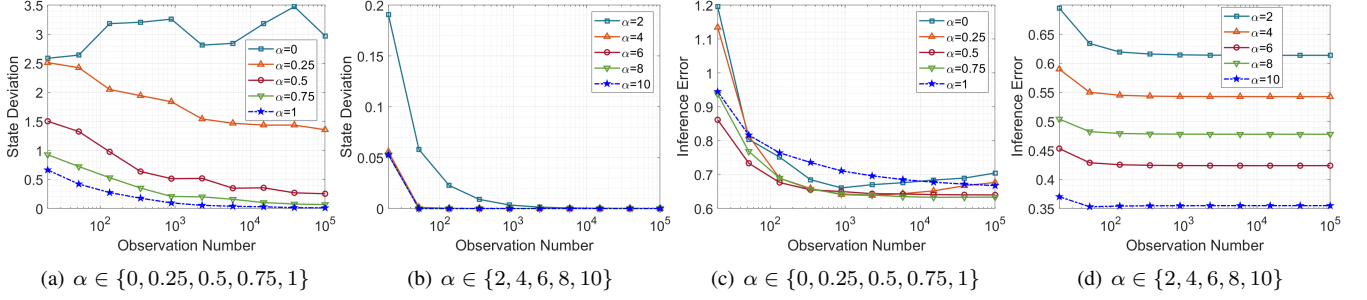 State Deviation
3.5
3
2.5
2
1.5
1
0.5
0
10² 10³ 10⁴ 10⁵
Observation Number
α=0
α=0.25
α=0.5
α=0.75
α=1
(a) α ∈ {0, 0.25, 0.5, 0.75, 1}
State Deviation
0.2
0.15
0.1
0.05
0
10² 10³ 10⁴ 10⁵
Observation Number
α=2
α=4
α=6
α=8
α=10
(b) α ∈ {2, 4, 6, 8, 10}
Inference Error
1.2
1.1
1
0.9
0.8
0.7
0.6
10² 10³ 10⁴ 10⁵
Observation Number
α=0
α=0.25
α=0.5
α=0.75
α=1
(c) α ∈ {0, 0.25, 0.5, 0.75, 1}
Inference Error
0.65
0.55
0.45
0.35
10² 10³ 10⁴ 10⁵
Observation Number
α=2
α=4
α=6
α=8
α=10
(d) α ∈ {2, 4, 6, 8, 10}